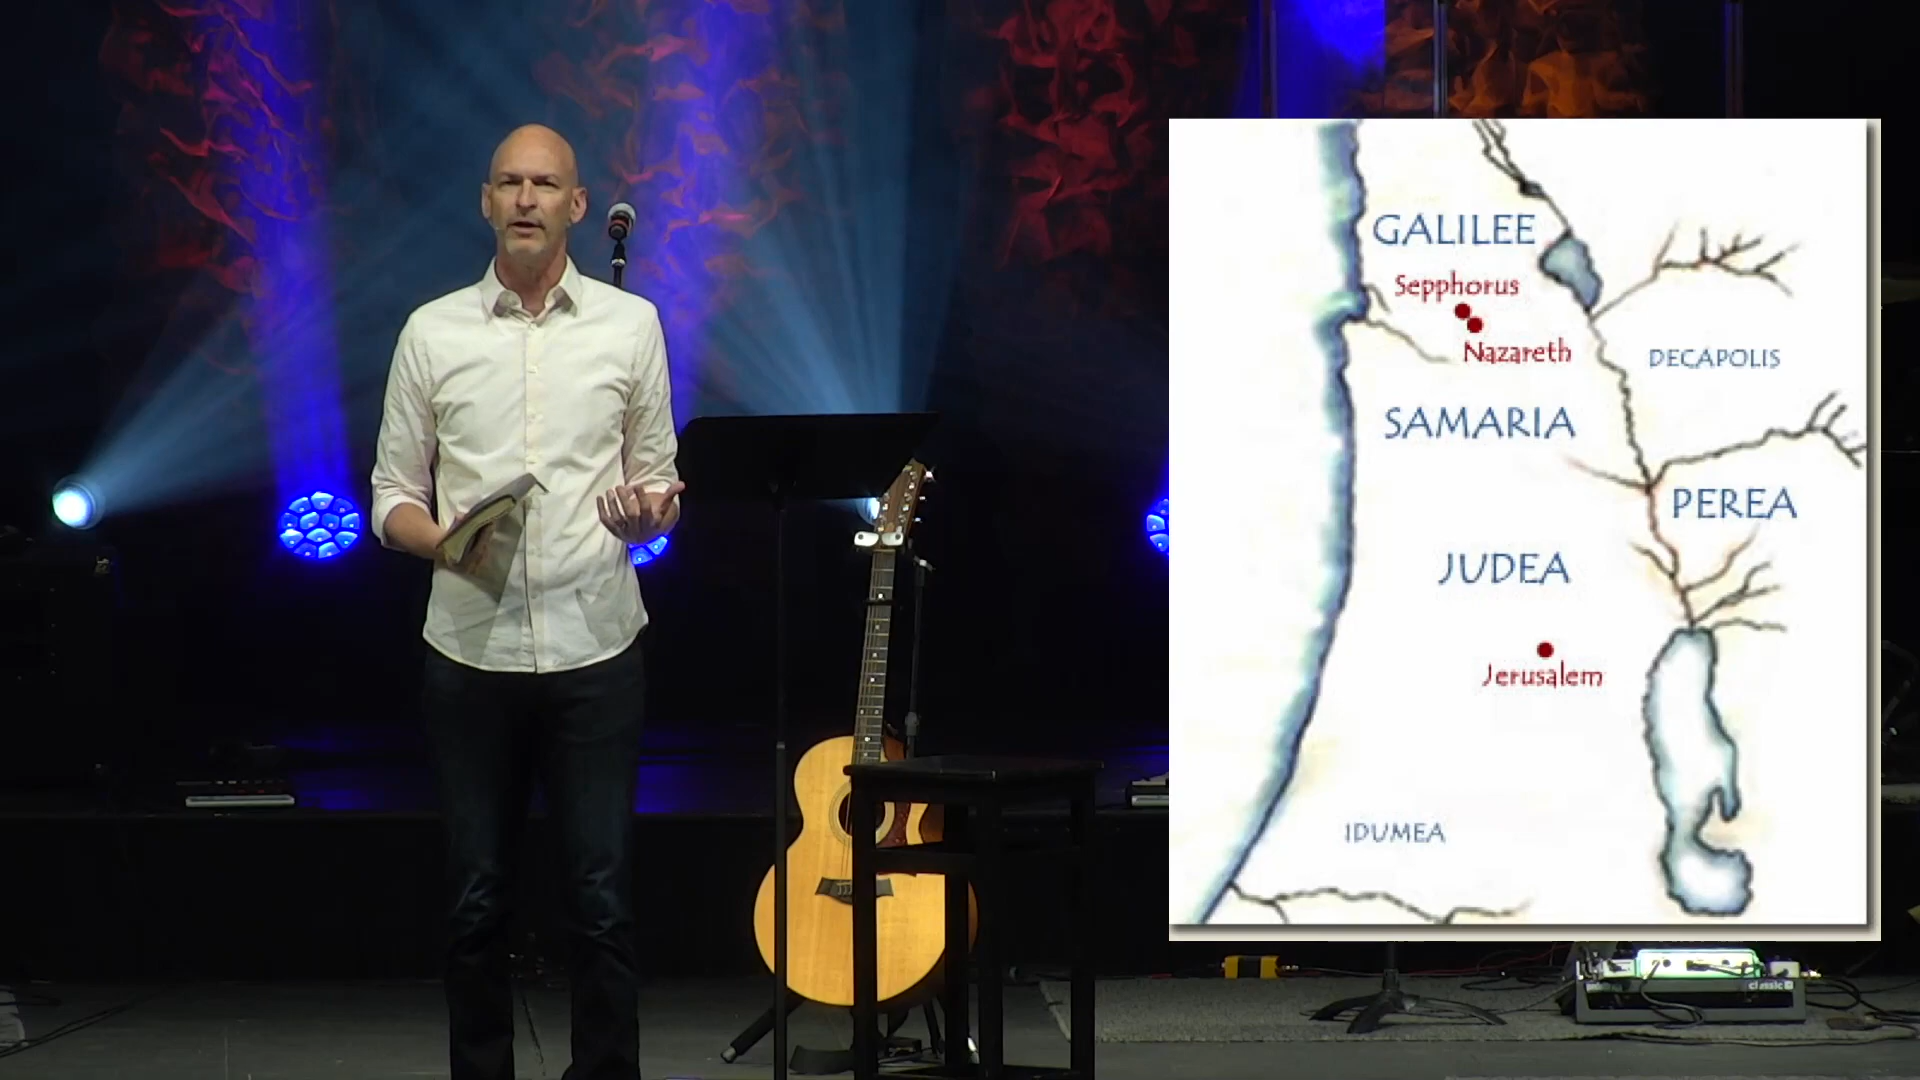 GALILEE
Sepphorus
Nazareth
DECAPOLIS
SAMARIA
PEREA
JUDEA
Jerusalem
IDUMEA
classic